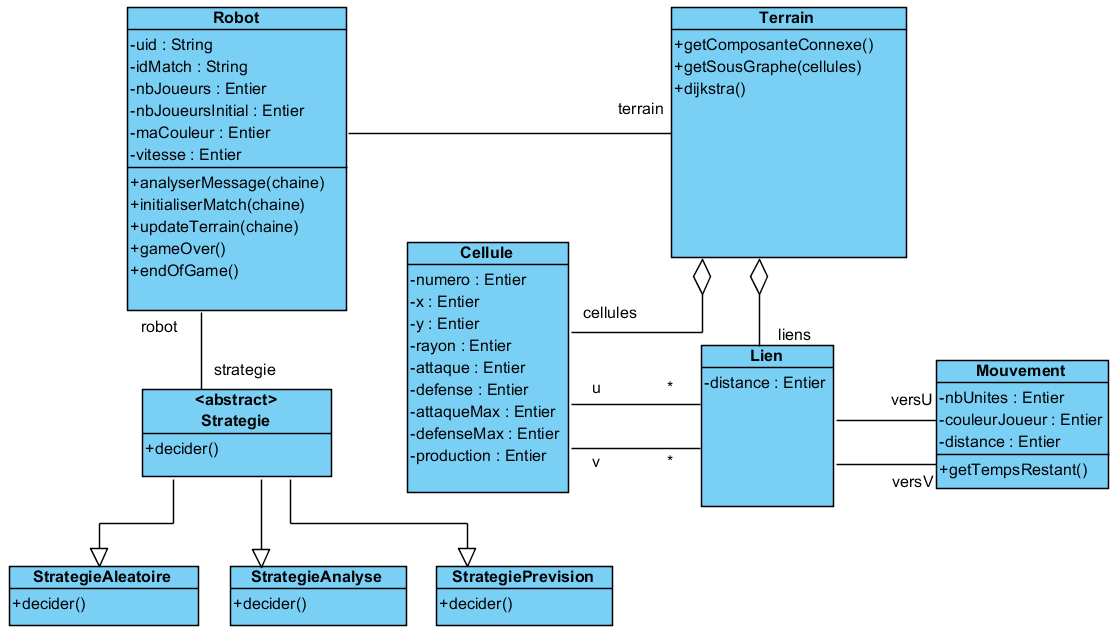 Robot
-uid : String
-idMatch : String
-nbJoueurs : Entier
-nbJoueursInitial : Entier
-maCouleur : Entier
-vitesse : Entier
+analyserMessage(chaine)
+initialiserMatch(chaine)
+updateTerrain(chaine)
+gameOver()
+endOfGame()
terrain
Terrain
+getComposanteConnexe()
+getSousGraphe(cellules)
+dijkstra()
robot
strategie
<abstract>
Strategie
+decider()
Cellule
-numero : Entier
-x : Entier
-y : Entier
-rayon : Entier
-attaque : Entier
-defense : Entier
-attaqueMax : Entier
-defenseMax : Entier
-production : Entier
cellules
liens
u
*
v
*
Lien
-distance : Entier
versU
versV
Mouvement
-nbUnites : Entier
-couleurJoueur : Entier
-distance : Entier
+getTempsRestant()
StrategieAleatoire
+decider()
StrategieAnalyse
+decider()
StrategiePrevision
+decider()